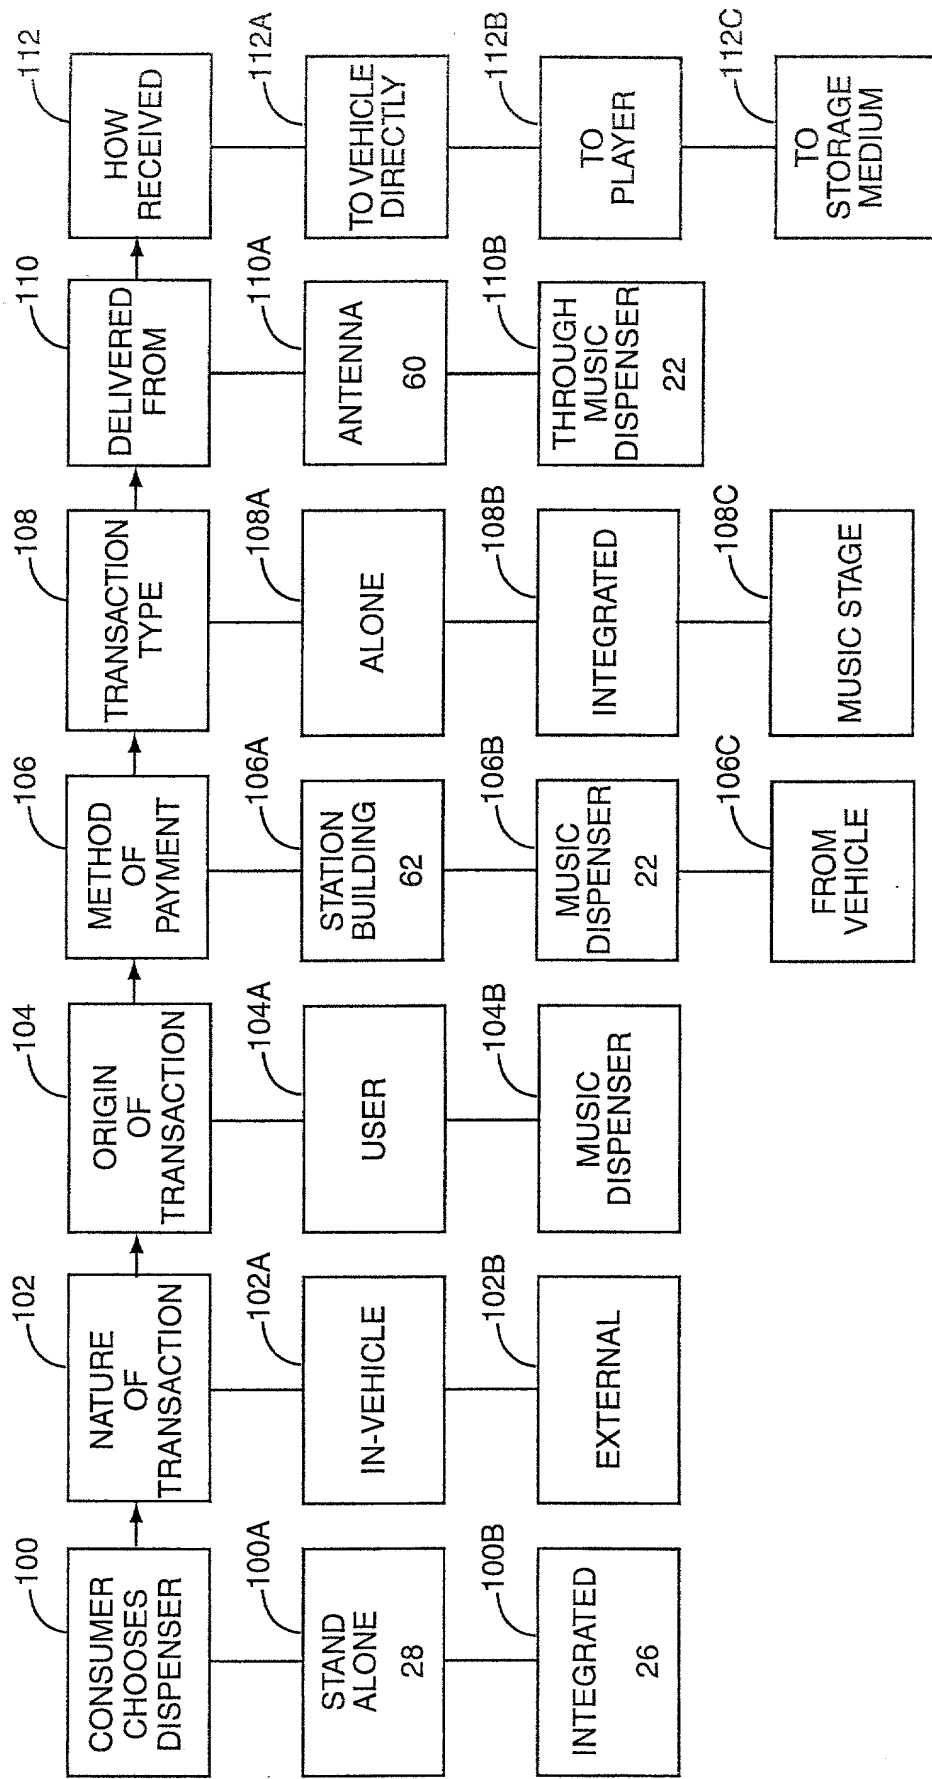 100
CONSUMER
CHOOSES
DISPENSER
100A
STAND
ALONE
28
100B
INTEGRATED
26
102
NATURE
OF
TRANSACTION
102A
IN-VEHICLE
102B
EXTERNAL
104
ORIGIN
OF
TRANSACTION
104A
USER
104B
MUSIC
DISPENSER
106
METHOD
OF
PAYMENT
106A
STATION
BUILDING
62
106B
MUSIC
DISPENSER
22
106C
FROM
VEHICLE
108
TRANSACTION
TYPE
108A
ALONE
108B
INTEGRATED
108C
MUSIC STAGE
110
DELIVERED
FROM
110A
ANTENNA
60
110B
THROUGH
MUSIC
DISPENSER
22
112
HOW
RECEIVED
112A
TO VEHICLE
DIRECTLY
112B
TO
PLAYER
112C
TO
STORAGE
MEDIUM